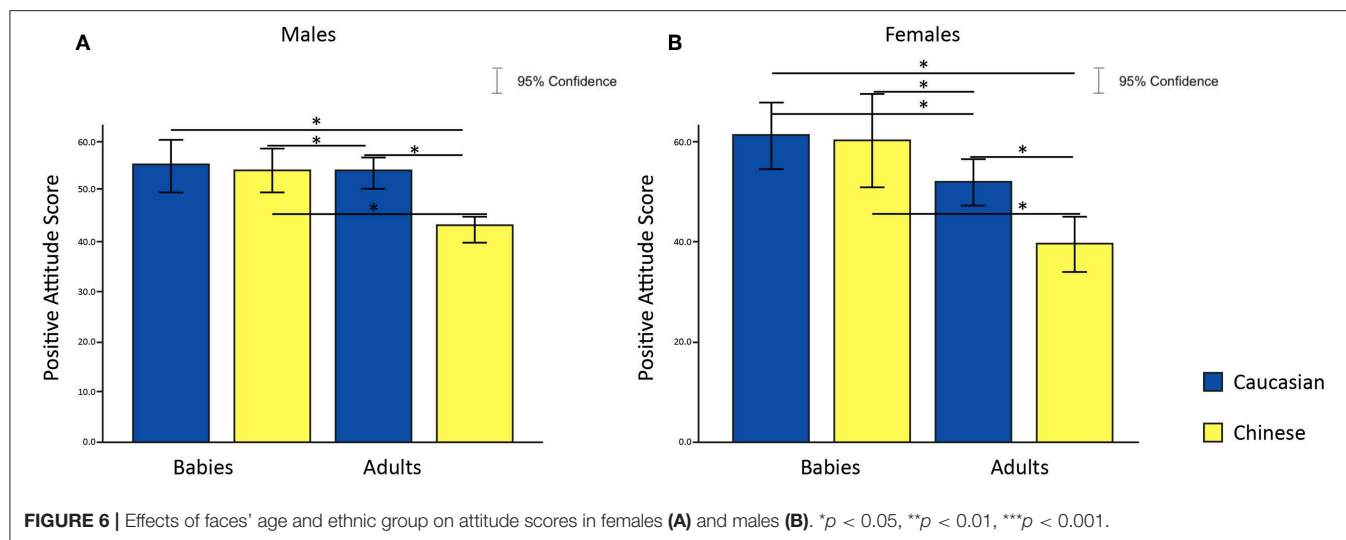 A
Males
95% Confidence
Positive Attitude Score
60.0
50.0
40.0
30.0
20.0
10.0
0.0
*
*
*
*
Babies
Adults
B
Females
95% Confidence
Positive Attitude Score
60.0
40.0
20.0
0.0
*
*
*
*
*
Babies
Adults
Caucasian
Chinese
FIGURE 6 | Effects of faces’ age and ethnic group on attitude scores in females (A) and males (B). *p < 0.05, **p < 0.01, ***p < 0.001.